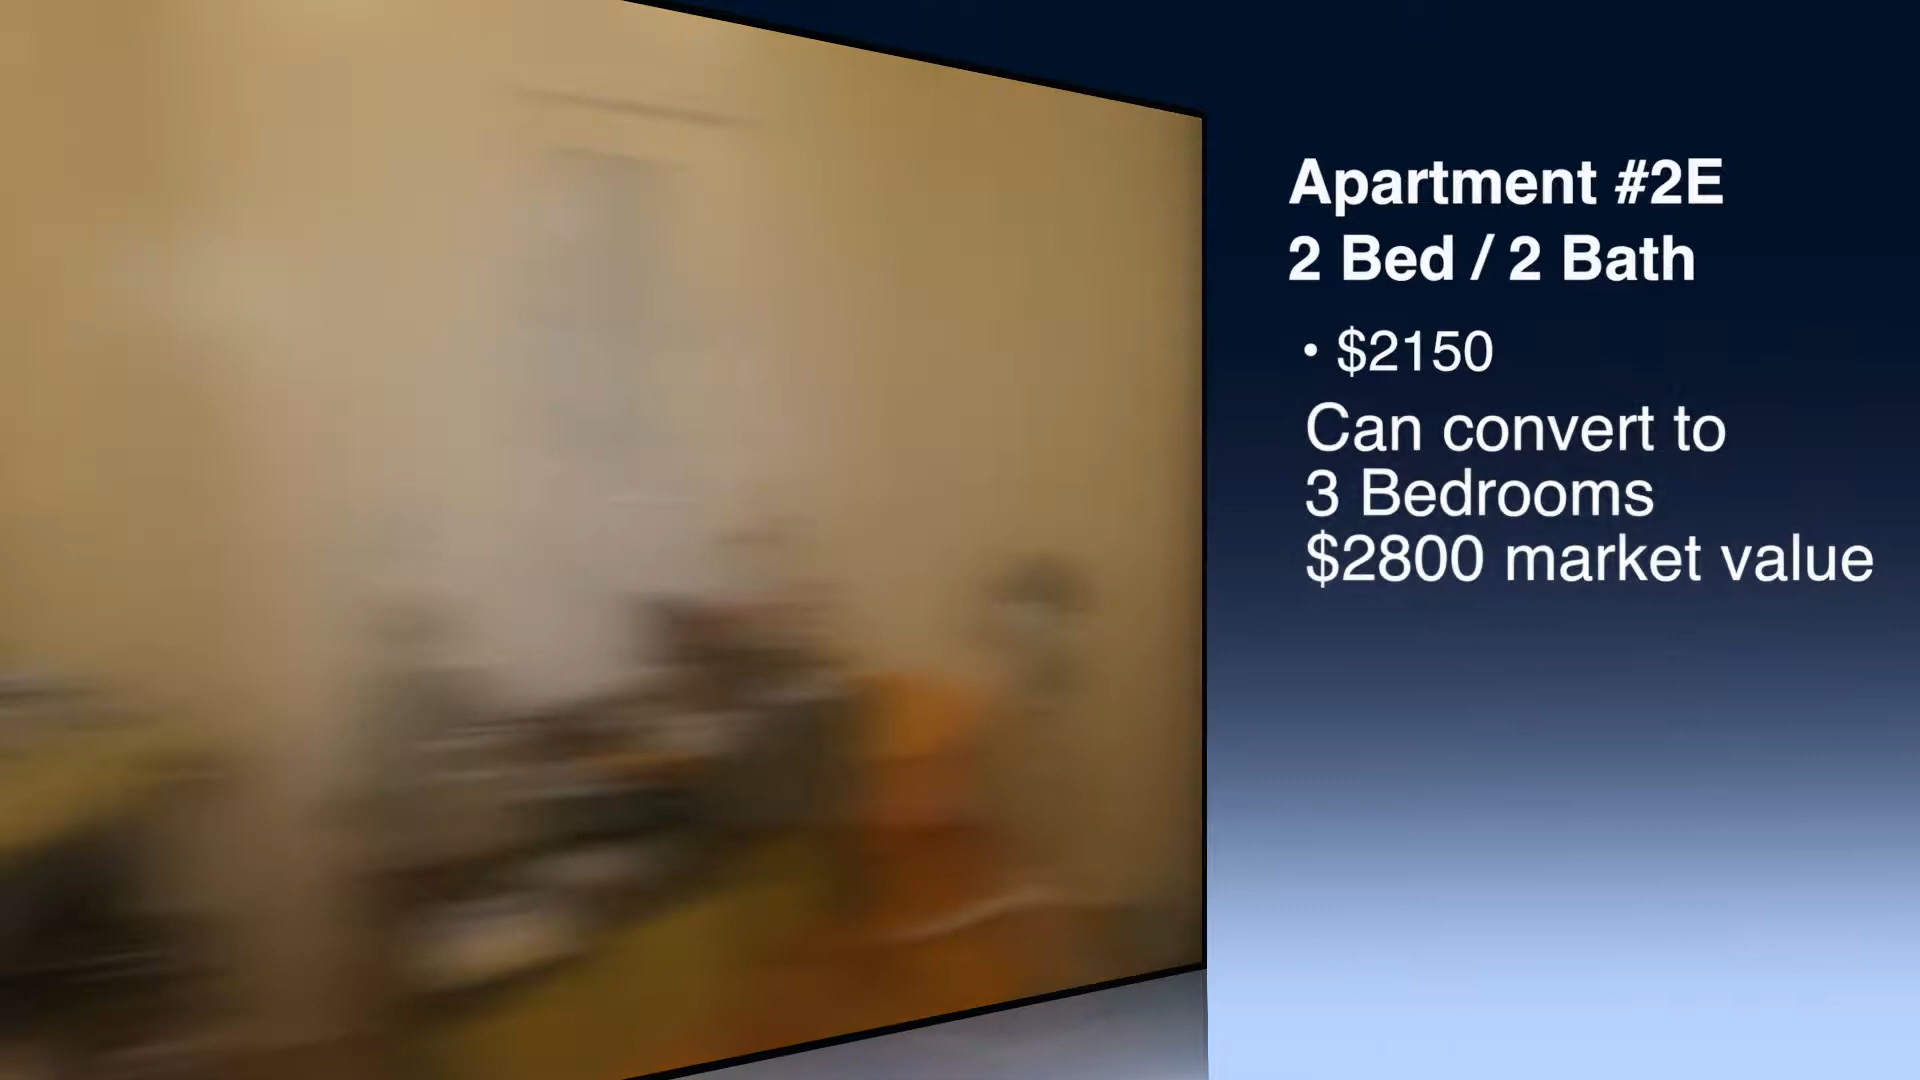 Apartment #2E
2 Bed / 2 Bath
• $2150
Can convert to
3 Bedrooms
$2800 market value